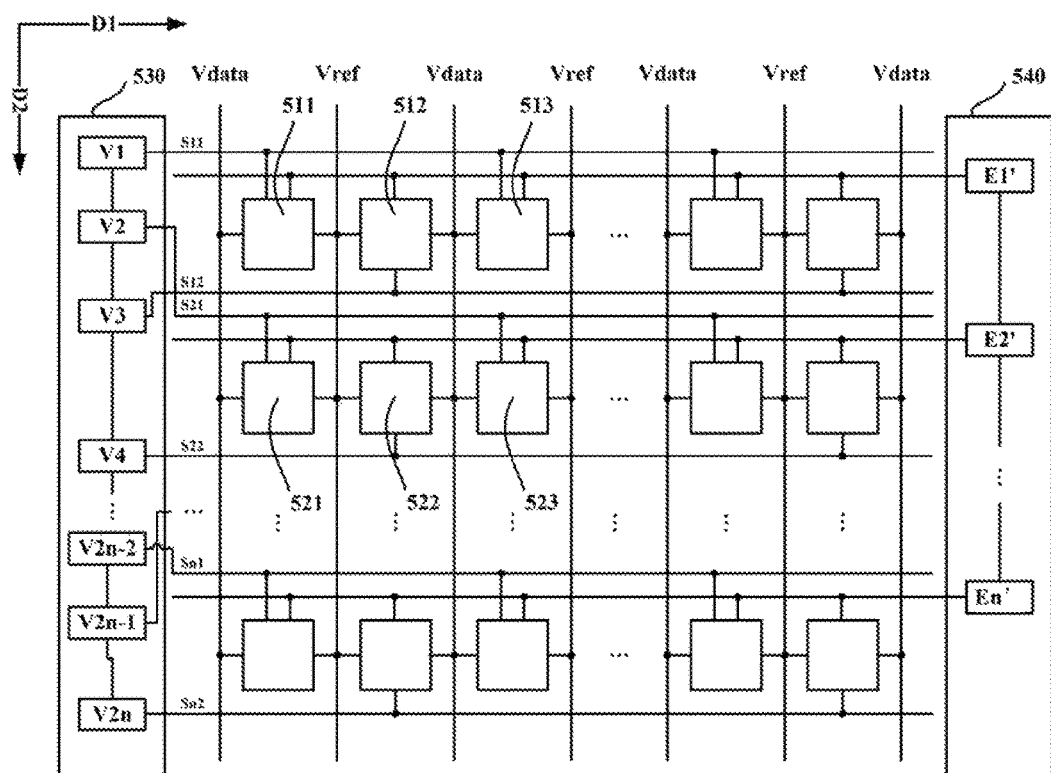 D1
D2
530
Vdata
Vref
Vdata
Vref
Vdata
Vref
Vdata
540
511
512
513
V1
S11
E1'
V2
...
S12
S21
V3
E2'
...
V4
S22
521
522
523
...
V2n-2
Sn1
En'
V2n-1
...
V2n
Sn2